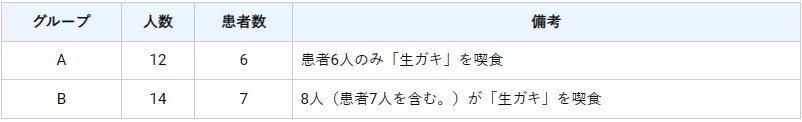 グループ 人数 患者数 備考
A 12 6 患者6人のみ「生ガキ」を喫食
B 14 7 8人（患者7人を含む。）が「生ガキ」を喫食